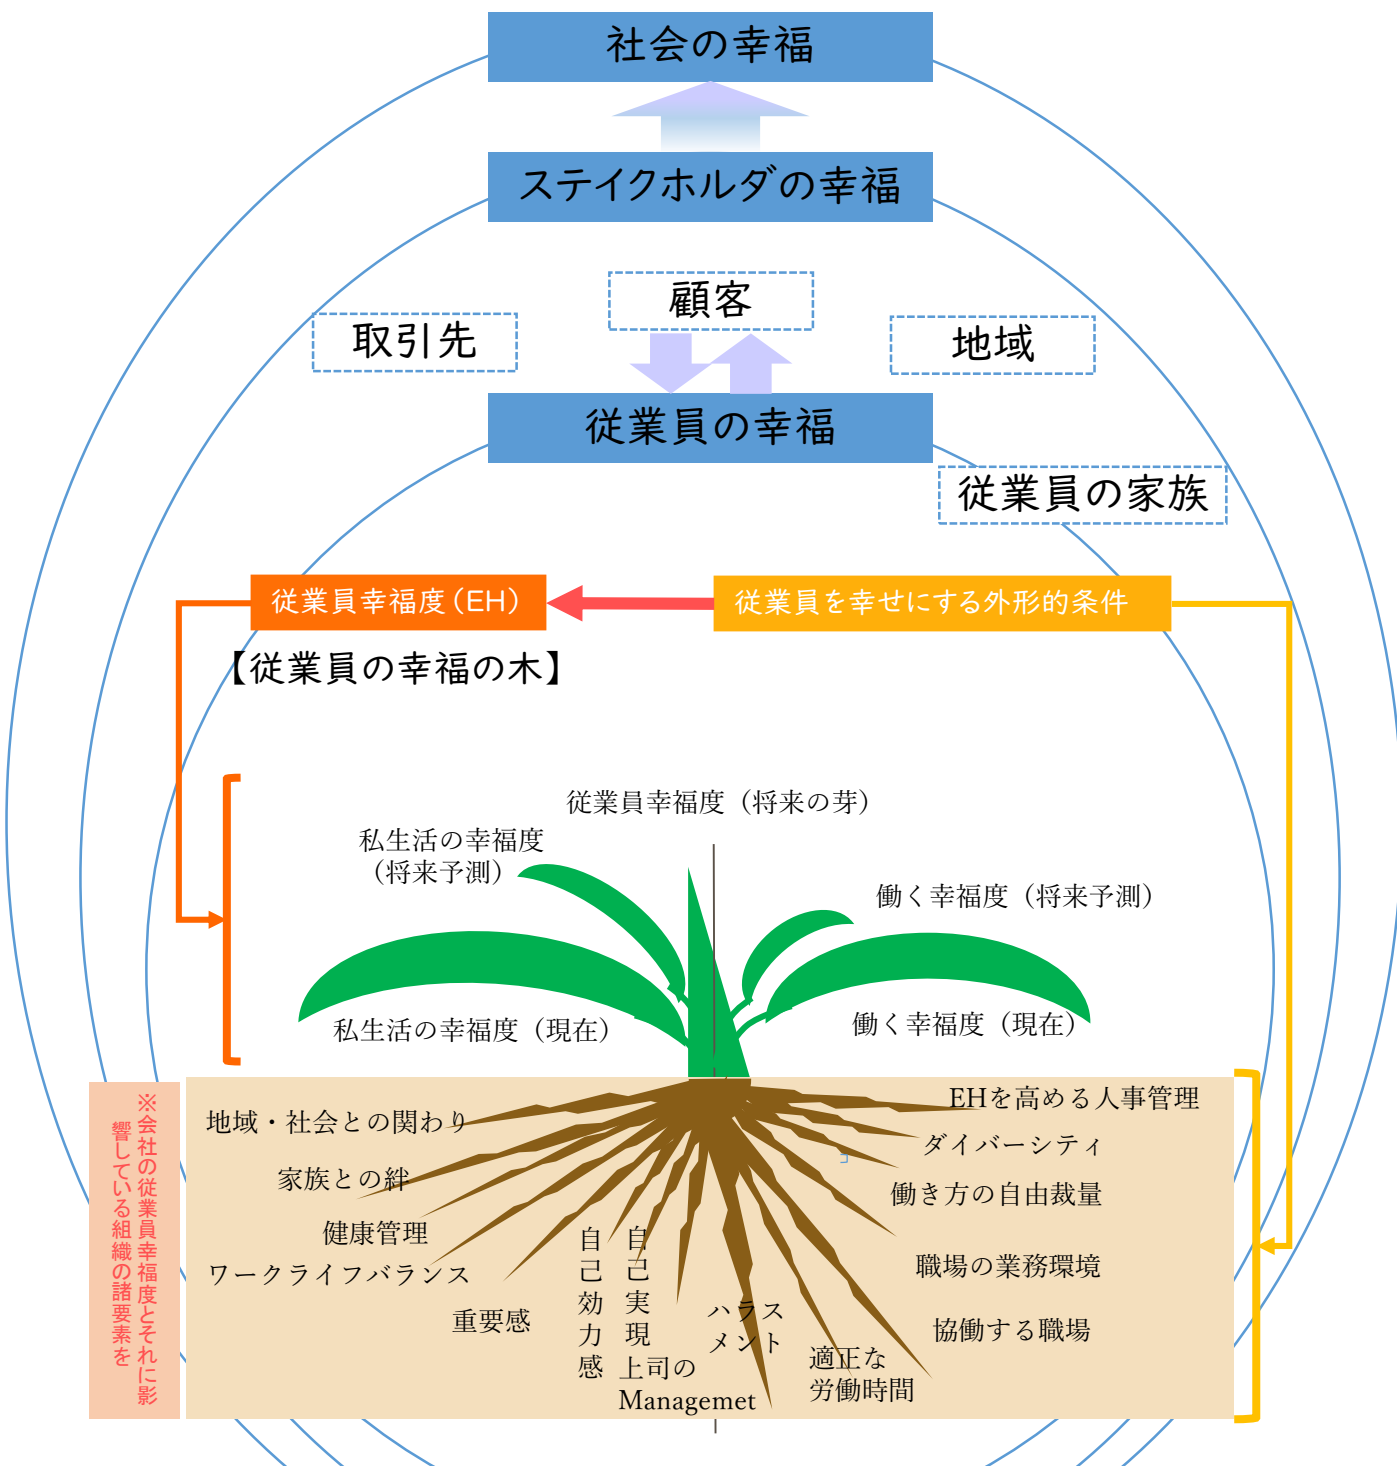 社会の幸福
ステイクホルダの幸福
顧客
取引先
地域
従業員の幸福
従業員の家族
従業員幸福度（EH）
従業員を幸せにする外形的条件
【従業員の幸福の木】
従業員幸福度（将来の芽）
私生活の幸福度
（将来予測）
働く幸福度（将来予測）
私生活の幸福度（現在）
働く幸福度（現在）
※会社の従業員幸福度とそれに影
響している組織の諸要素を
地域・社会との関わり
家族との絆
健康管理
ワークライフバランス
重要感
自己効力感
自己実現
上司の
Managemet
ハラス
メント
適正な
労働時間
EHを高める人事管理
ダイバーシティ
コ
働き方の自由裁量
職場の業務環境
協働する職場